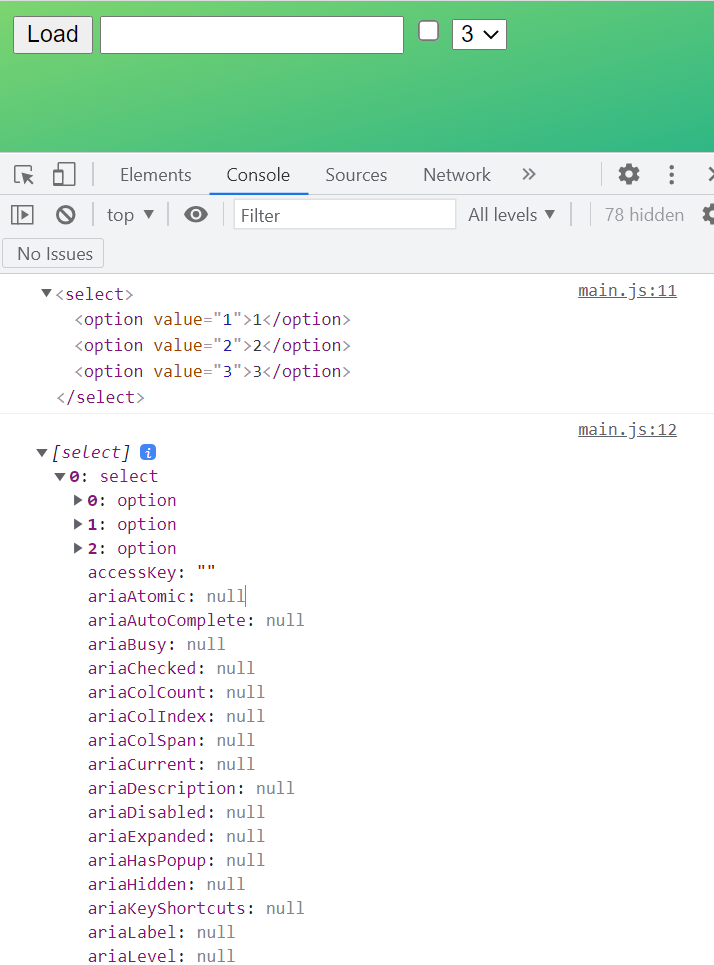 Load 3
Elements Console Sources Network »
top ▼ Filter All levels ▼ 78 hidden
No Issues
▼<select> main.js:11
<option value="1">1</option>
<option value="2">2</option>
<option value="3">3</option>
</select>
main.js:12
▼[select] i
▼0: select
▶0: option
▶1: option
▶2: option
accessKey: ""
ariaAtomic: null
ariaAutoComplete: null
ariaBusy: null
ariaChecked: null
ariaColCount: null
ariaColIndex: null
ariaColSpan: null
ariaCurrent: null
ariaDescription: null
ariaDisabled: null
ariaExpanded: null
ariaHasPopup: null
ariaHidden: null
ariaKeyShortcuts: null
ariaLabel: null
ariaLevel: null